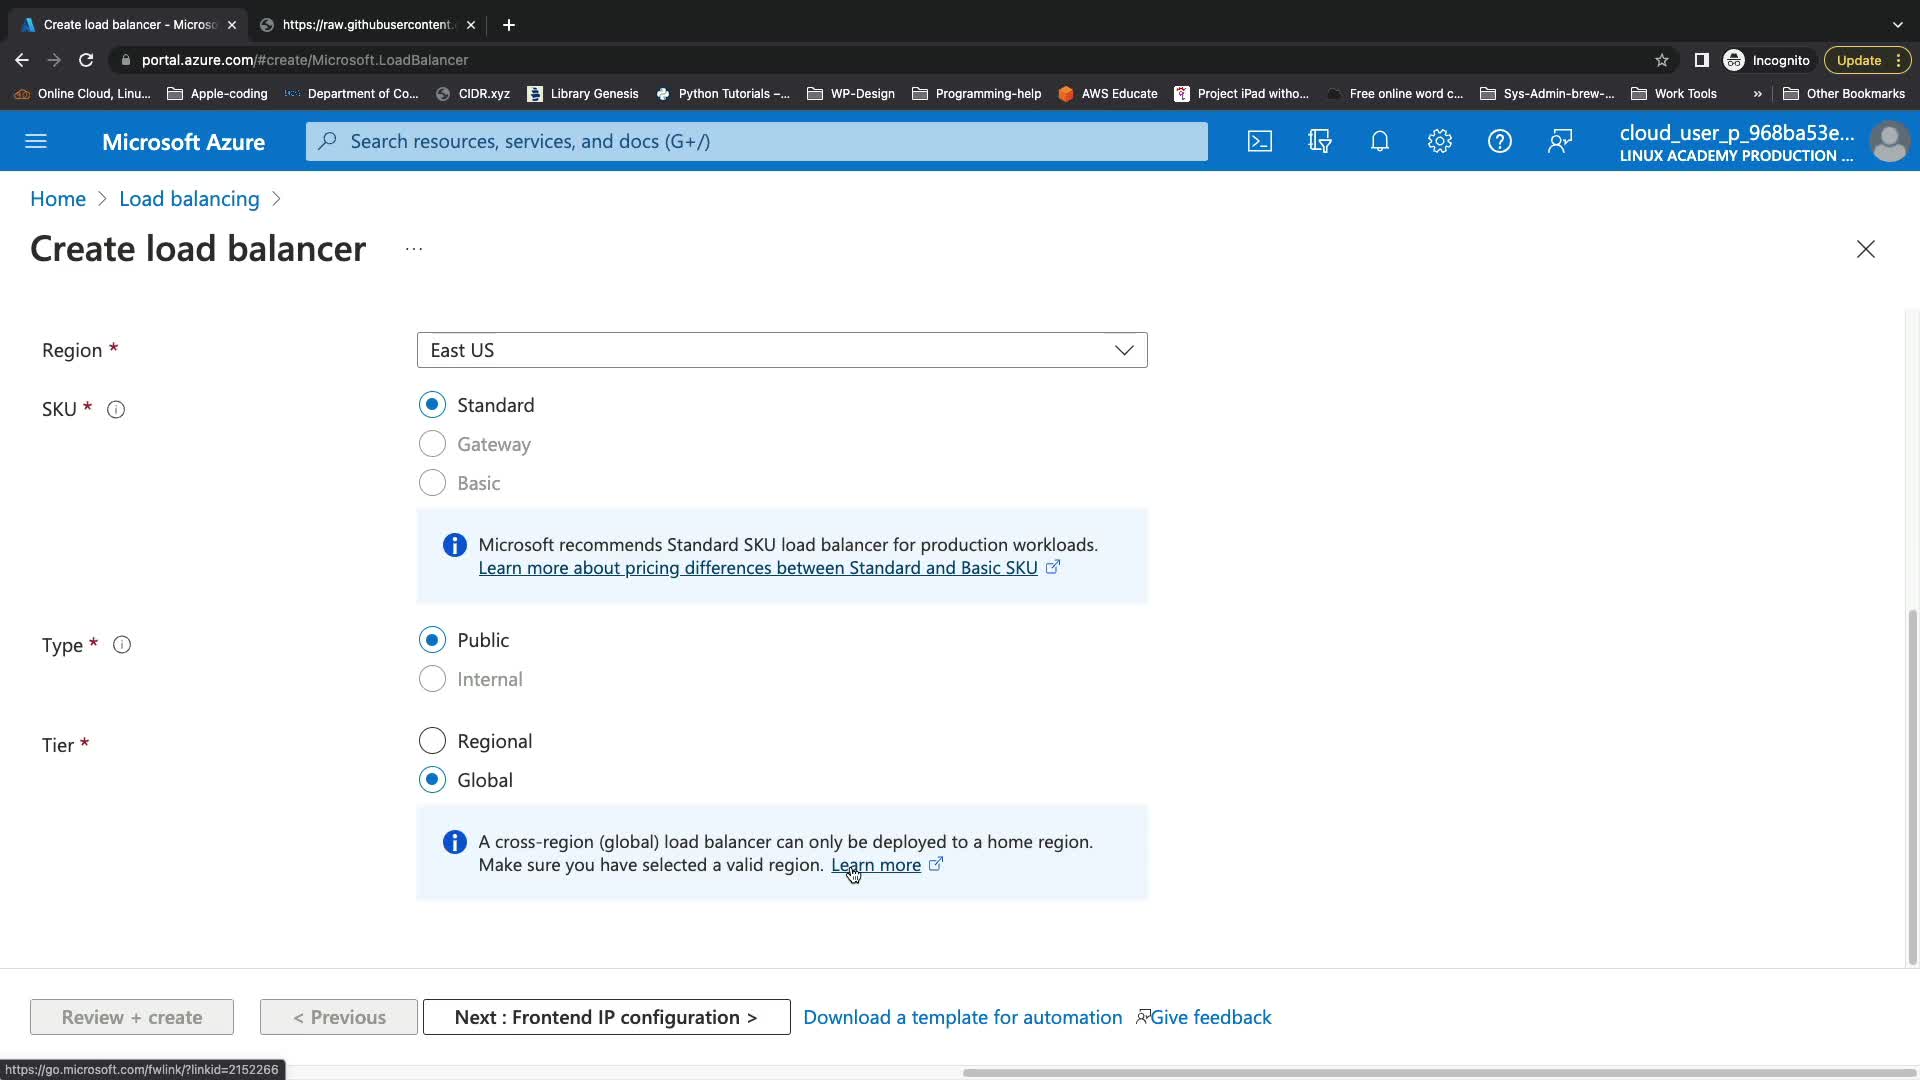 Create load balancer - Micros
https://raw.githubusercontent.
portal.azure.com/#create/Microsoft.LoadBalancer
Incognito
Update
Online Cloud, Linu...
Apple-coding
Department of Co...
CIDR.xyz
Library Genesis
Python Tutorials –...
WP-Design
Programming-help
AWS Educate
Project iPad witho...
Free online word c...
Sys-Admin-brew-...
Work Tools
»
Other Bookmarks
Microsoft Azure
Search resources, services, and docs (G+/)
cloud_user_p_968ba53e...
LINUX ACADEMY PRODUCTION ...
Home > Load balancing >
Create load balancer ...
Region *
East US
SKU *
Standard
Gateway
Basic
Microsoft recommends Standard SKU load balancer for production workloads.
Learn more about pricing differences between Standard and Basic SKU
Type *
Public
Internal
Tier *
Regional
Global
A cross-region (global) load balancer can only be deployed to a home region.
Make sure you have selected a valid region. Learn more
Review + create
< Previous
Next : Frontend IP configuration >
Download a template for automation
Give feedback
https://go.microsoft.com/fwlink/?linkid=2152266